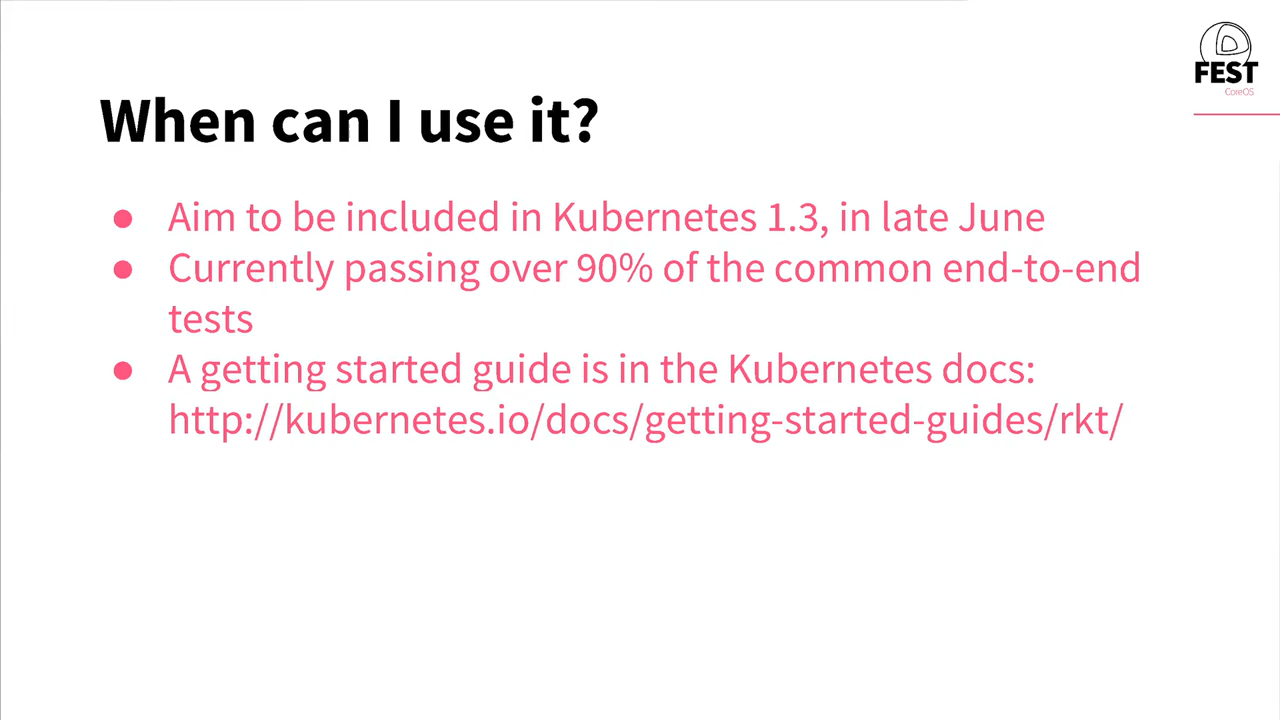 FEST
CoreOS
When can I use it?
● Aim to be included in Kubernetes 1.3, in late June
● Currently passing over 90% of the common end-to-end
tests
● A getting started guide is in the Kubernetes docs:
http://kubernetes.io/docs/getting-started-guides/rkt/